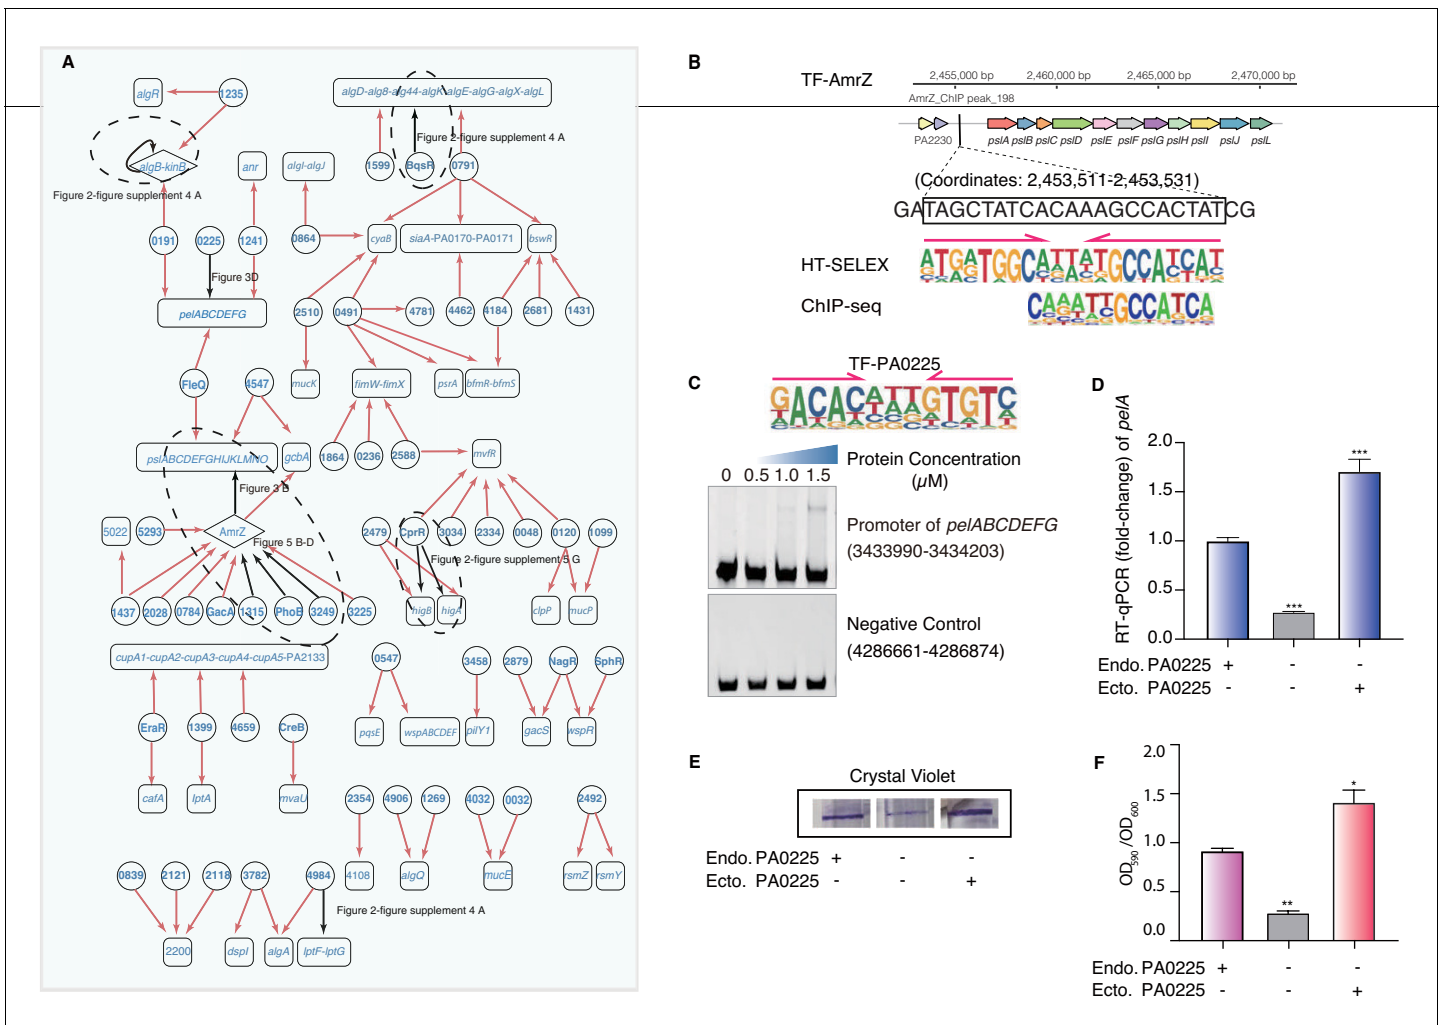 A
algR
1235
algD-alg8-alg44-algK-algE-algG-algX-algL
Figure 2-figure supplement 4 A
algB-kinB
anr
algI-algJ
1599
BqsR
0791
Figure 2-figure supplement 4 A
0191
0225
1241
0864
cyaB
siaA-PA0170-PA0171
bswR
Figure 3D
pelABCDEFG
2510
0491
4781
4462
4184
2681
1431
FleQ
4547
mucK
fimW-fimX
psrA
bfmR-bfmS
pslABCDEFGHIJKLMNO
gcbA
1864
0236
2588
mvfR
Figure 3 B
5022
5293
AmrZ
Figure 5 B-D
2479
CprR
3034
2334
0048
0120
1099
Figure 2-figure supplement 5 G
1437
2028
0784
GacA
1315
PhoB
3249
3225
higB
higA
clpP
mucP
cupA1-cupA2-cupA3-cupA4-cupA5-PA2133
0547
3458
2879
NagR
SphR
EraR
1399
4659
CreB
pqsE
wspABCDEF
pilY1
gacS
wspR
cafA
lptA
mvaU
2354
4906
1269
4032
0032
2492
0839
2121
2118
3782
4984
4108
algQ
mucE
rsmZ
rsmY
Figure 2-figure supplement 4 A
2200
dspI
algA
lptF-lptG
B
TF-AmrZ
2,455,000 bp
2,460,000 bp
2,465,000 bp
2,470,000 bp
AmrZ_ChIP peak_198
PA2230
pslA pslB pslC pslD pslE pslF pslG pslH pslI pslJ pslL
(Coordinates: 2,453,511-2,453,531)
GATAGCTATCACAAAGCCACTATCG
HT-SELEX
ATGATGGCATTATGCCATCAT
ChIP-seq
CAAATTGCCATCA
C
TF-PA0225
GACACATTGTGTC
0 0.5 1.0 1.5
Protein Concentration
(µM)
Promoter of pelABCDEFG
(3433990-3434203)
Negative Control
(4286661-4286874)
D
RT-qPCR (fold-change) of pelA
2.0
1.5
1.0
0.5
0.0
***
***
Endo. PA0225 + - -
Ecto. PA0225 - - +
E
Crystal Violet
Endo. PA0225 + - -
Ecto. PA0225 - - +
F
OD590/OD600
2.0
1.5
1.0
0.5
0.0
**
*
Endo. PA0225 + - -
Ecto. PA0225 - - +